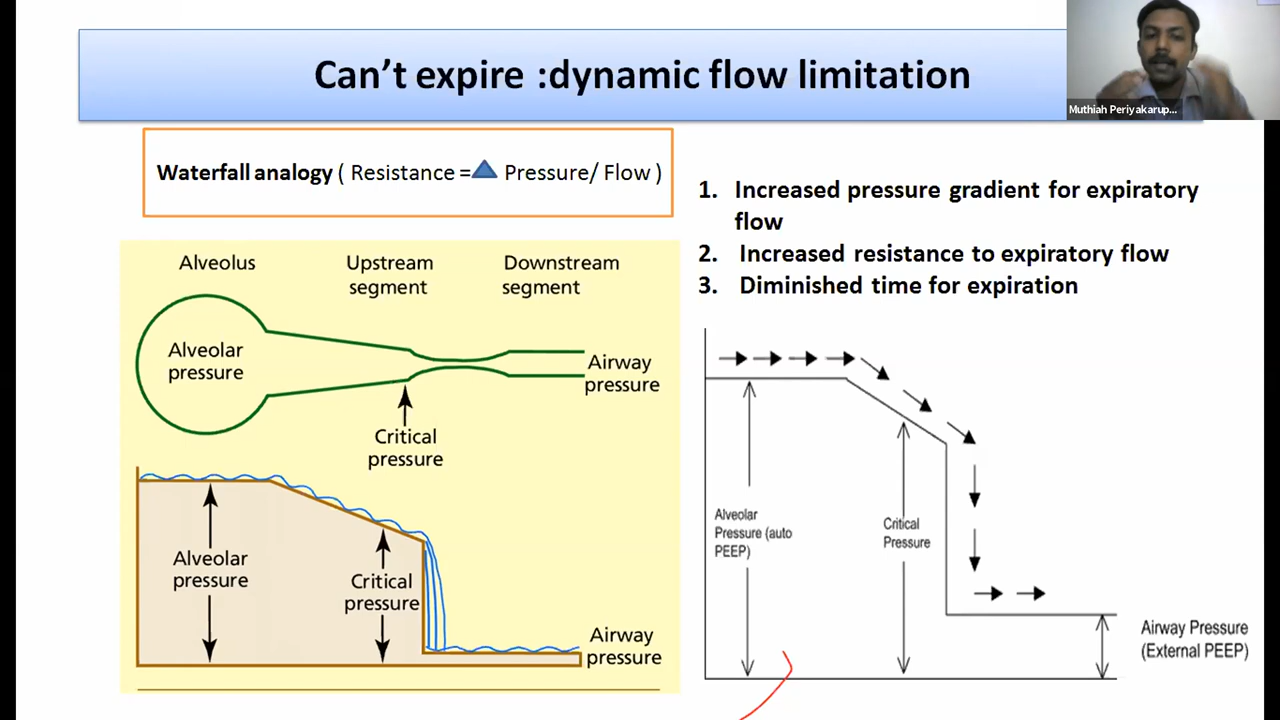 Can't expire :dynamic flow limitation
Muthiah Periyakarup...
Waterfall analogy ( Resistance = Pressure/ Flow )
1. Increased pressure gradient for expiratory
flow
2. Increased resistance to expiratory flow
3. Diminished time for expiration
Alveolus
Upstream
segment
Downstream
segment
Alveolar
pressure
Airway
pressure
Critical
pressure
Alveolar
pressure
Critical
pressure
Airway
pressure
Alveolar
Pressure (auto
PEEP)
Critical
Pressure
Airway Pressure
(External PEEP)